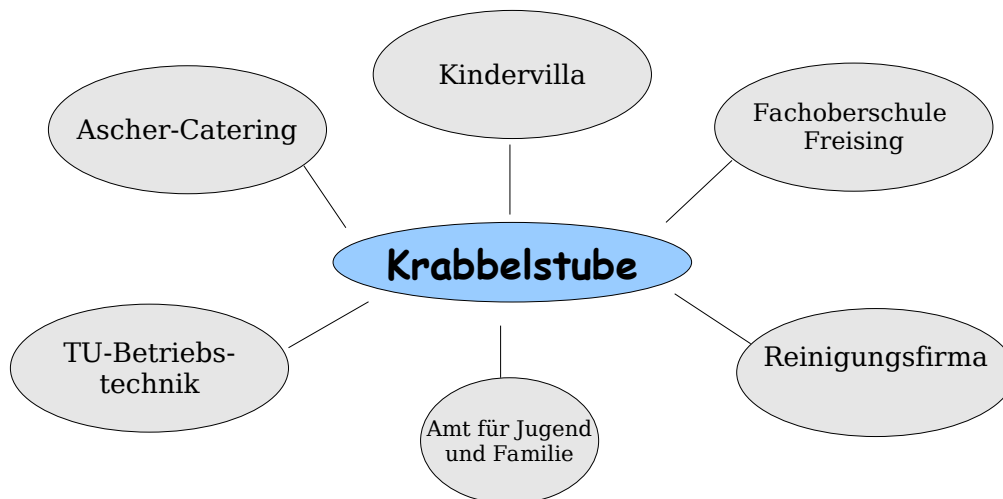 Kindervilla
Ascher-Catering
Fachoberschule
Freising
Krabbelstube
TU-Betriebs-
technik
Reinigungsfirma
Amt für Jugend
und Familie